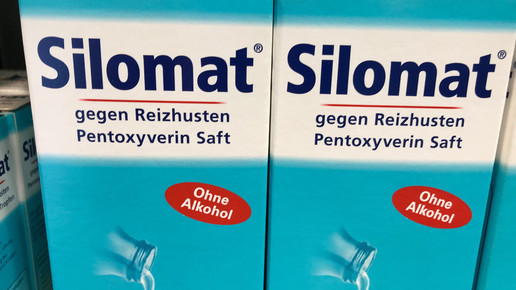 Silomat®
gegen Reizhusten
Pentoxyverin Saft
Ohne
Alkohol
Silomat®
gegen Reizhusten
Pentoxyverin Saft
Ohne
Alkohol